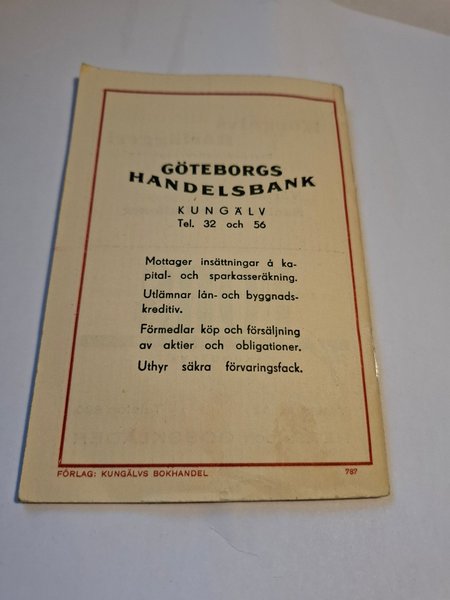 GÖTEBORGS
HANDELSBANK
KUNGÄLV
Tel. 32 och 56
Mottager insättningar å ka-
pital- och sparkasseräkning.
Utlämnar lån- och byggnads-
kreditiv.
Förmedlar köp och försäljning
av aktier och obligationer.
Uthyr säkra förvaringsfack.
FÖRLAG: KUNGÄLVS BOKHANDEL
787